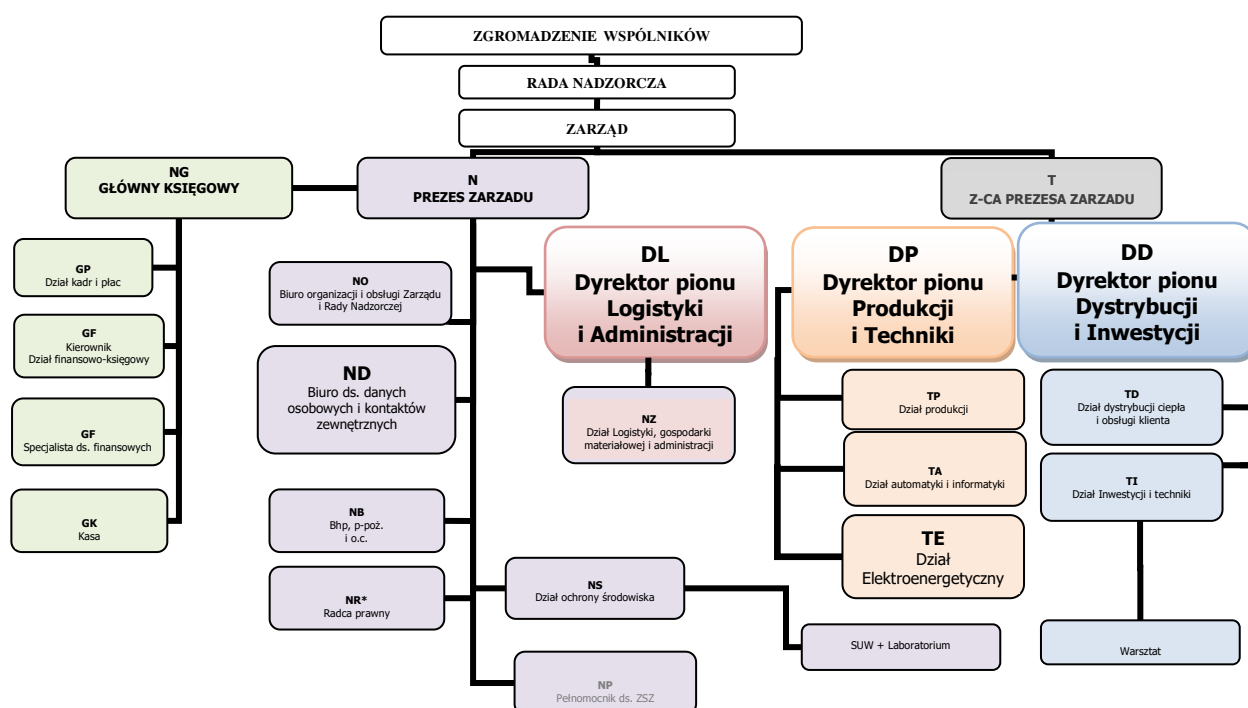 ZGROMADZENIE WSPÓLNIKÓW
RADA NADZORCZA
ZARZĄD
NG
GŁÓWNY KSIĘGOWY
N
PREZES ZARZADU
T
Z-CA PREZESA ZARZADU
GP
Dział kadr i płac
GF
Kierownik
Dział finansowo-księgowy
GF
Specjalista ds. finansowych
GK
Kasa
NO
Biuro organizacji i obsługi Zarządu
i Rady Nadzorczej
ND
Biuro ds. danych
osobowych i kontaktów
zewnętrznych
NB
Bhp, p-poż.
i o.c.
NR*
Radca prawny
DL
Dyrektor pionu
Logistyki
i Administracji
NZ
Dział Logistyki, gospodarki
materiałowej i administracji
NS
Dział ochrony środowiska
SUW + Laboratorium
NP
Pełnomocnik ds. ZSZ
DP
Dyrektor pionu
Produkcji
i Techniki
TP
Dział produkcji
TA
Dział automatyki i informatyki
TE
Dział
Elektroenergetyczny
DD
Dyrektor pionu
Dystrybucji
i Inwestycji
TD
Dział dystrybucji ciepła
i obsługi klienta
TI
Dział Inwestycji i techniki
Warsztat